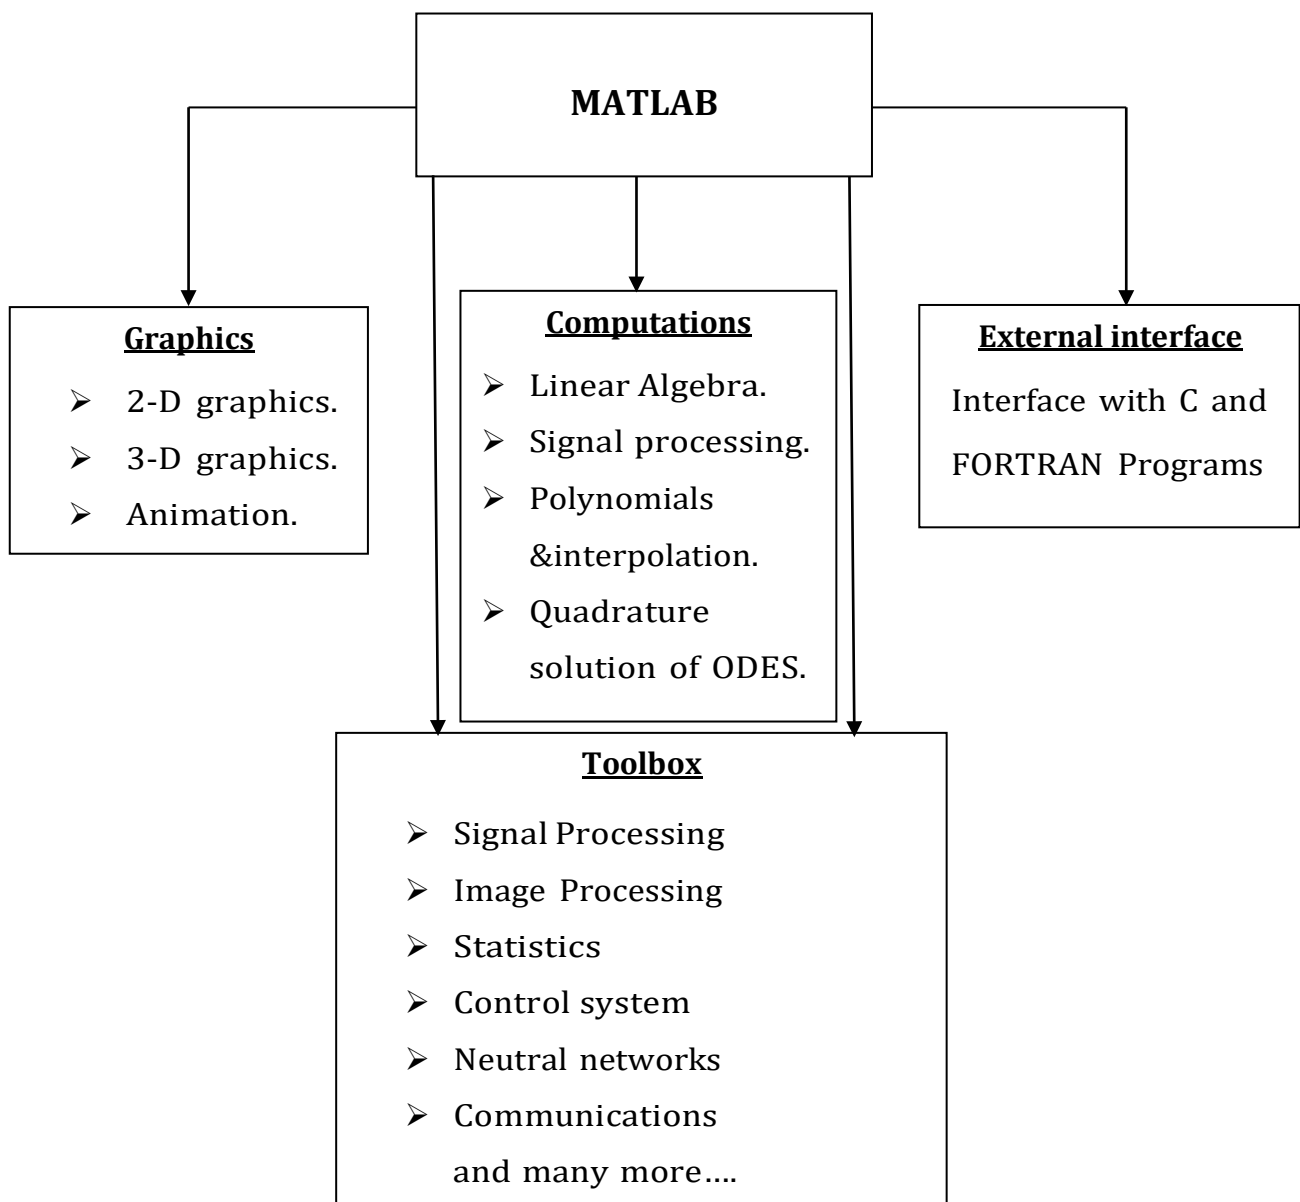 MATLAB
Graphics
➢ 2-D graphics.
➢ 3-D graphics.
➢ Animation.
Computations
➢ Linear Algebra.
➢ Signal processing.
➢ Polynomials
&interpolation.
➢ Quadrature
solution of ODES.
External interface
Interface with C and
FORTRAN Programs
Toolbox
➢ Signal Processing
➢ Image Processing
➢ Statistics
➢ Control system
➢ Neutral networks
➢ Communications
and many more....